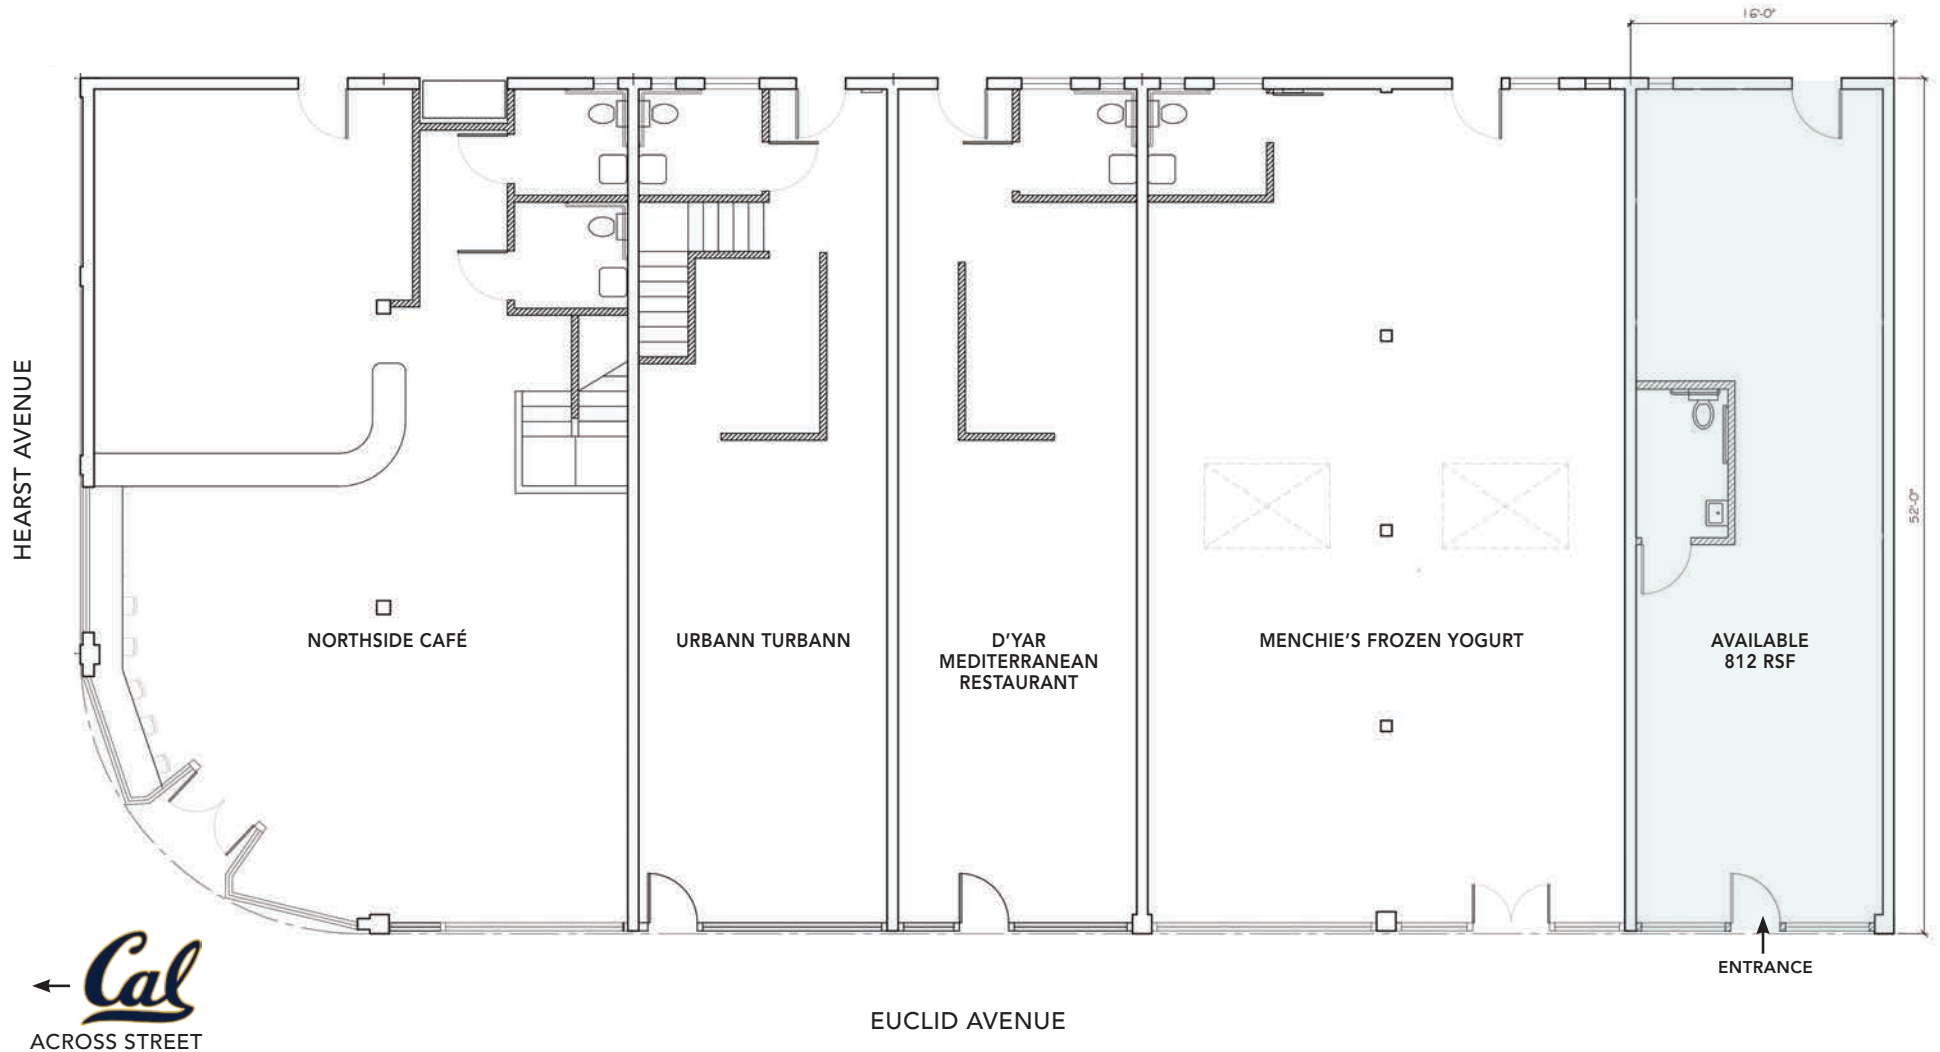 16'-0"
HEARST AVENUE
52'-0"
NORTHSIDE CAFÉ
URBANN TURBANN
D'YAR
MEDITERRANEAN
RESTAURANT
MENCHIE'S FROZEN YOGURT
AVAILABLE
812 RSF
ENTRANCE
Cal
ACROSS STREET
EUCLID AVENUE